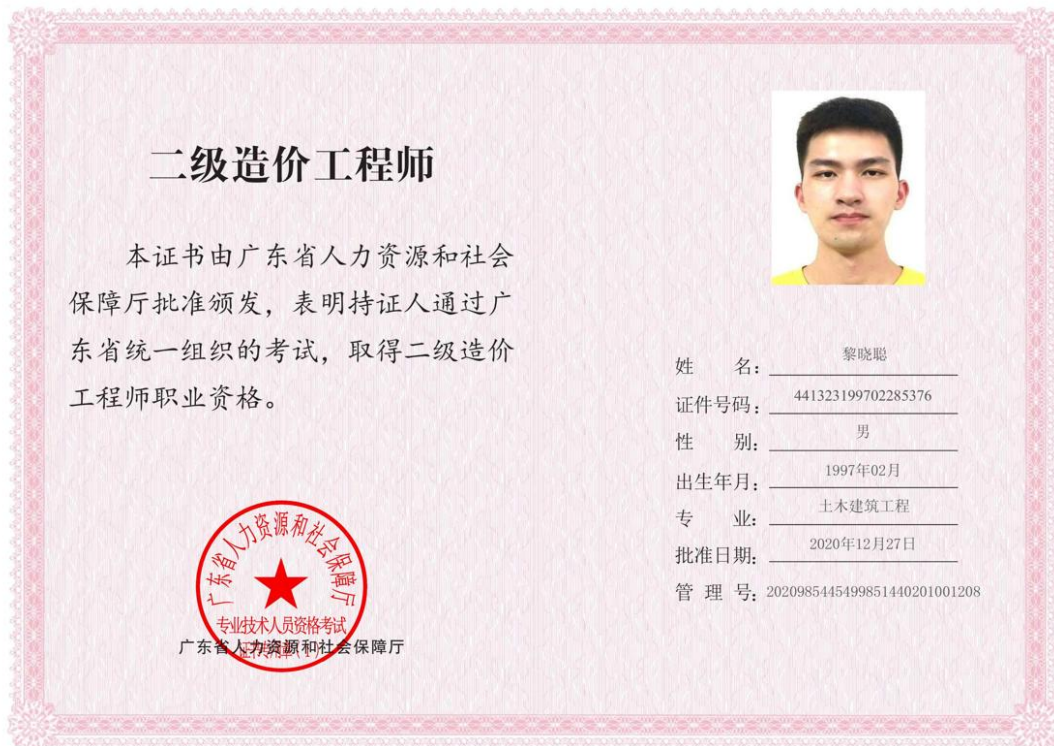 二级造价工程师
本证书由广东省人力资源和社会
保障厅批准颁发，表明持证人通过广
东省统一组织的考试，取得二级造价
工程师职业资格。
广东省人力资源和社会保障厅
专业技术人员资格考试
广东省人力资源和社会保障厅
姓 名：黎晓聪
证件号码：441323199702285376
性 别：男
出生年月：1997年02月
专 业：土木建筑工程
批准日期：2020年12月27日
管 理 号：2020985445499851440201001208